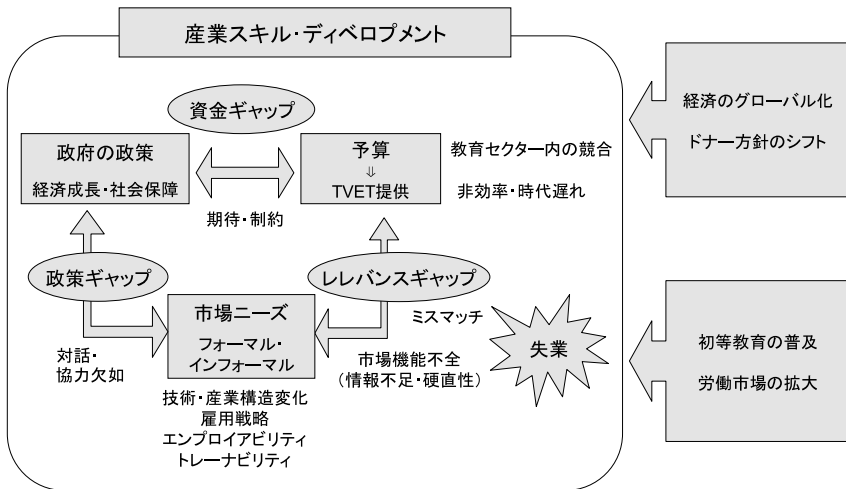 産業スキル・ディベロプメント
資金ギャップ
政府の政策
経済成長・社会保障
予算
⇓
TVET提供
教育セクター内の競合
非効率・時代遅れ
期待・制約
政策ギャップ
レレバンスギャップ
市場ニーズ
フォーマル・
インフォーマル
ミスマッチ
失業
対話・
協力欠如
市場機能不全
（情報不足・硬直性）
技術・産業構造変化
雇用戦略
エンプロイアビリティ
トレーナビリティ
経済のグローバル化
ドナー方針のシフト
初等教育の普及
労働市場の拡大